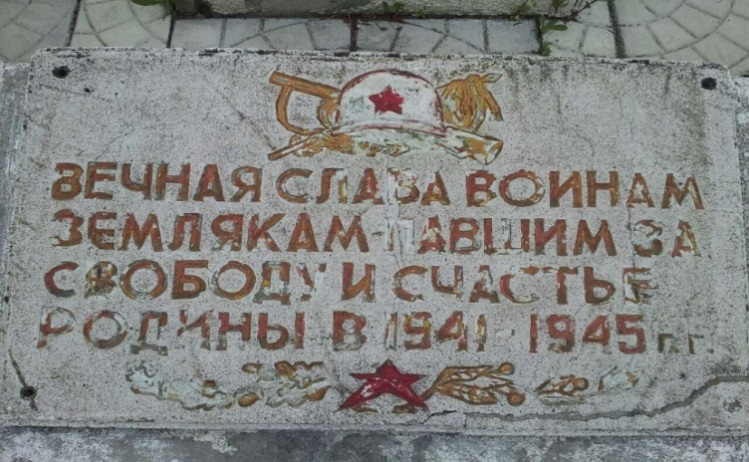 ВЕЧНАЯ СЛАВА ВОИНАМ
ЗЕМЛЯКАМ-ПАВШИМ ЗА
СВОБОДУ И СЧАСТЬЕ
РОДИНЫ В 1941-1945 г.г.